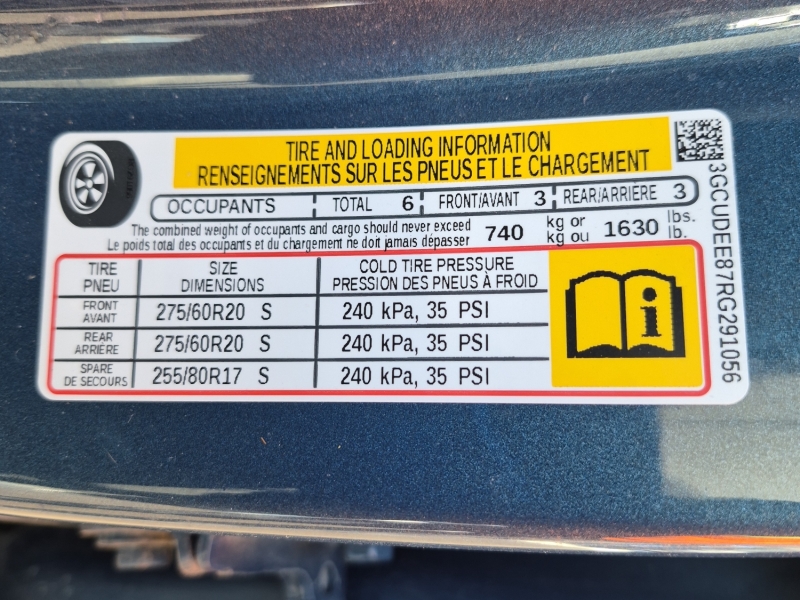 TIRE AND LOADING INFORMATION
RENSEIGNEMENTS SUR LES PNEUS ET LE CHARGEMENT
OCCUPANTS TOTAL 6 FRONT/AVANT 3 REAR/ARRIÈRE 3
The combined weight of occupants and cargo should never exceed 740 kg or 1630 lbs.
Le poids total des occupants et du chargement ne doit jamais dépasser kg ou lb.
TIRE SIZE COLD TIRE PRESSURE
PNEU DIMENSIONS PRESSION DES PNEUS À FROID
FRONT
AVANT 275/60R20 S 240 kPa, 35 PSI
REAR
ARRIÈRE 275/60R20 S 240 kPa, 35 PSI
SPARE
DE SECOURS 255/80R17 S 240 kPa, 35 PSI
i
3GCUDEE87RG291056